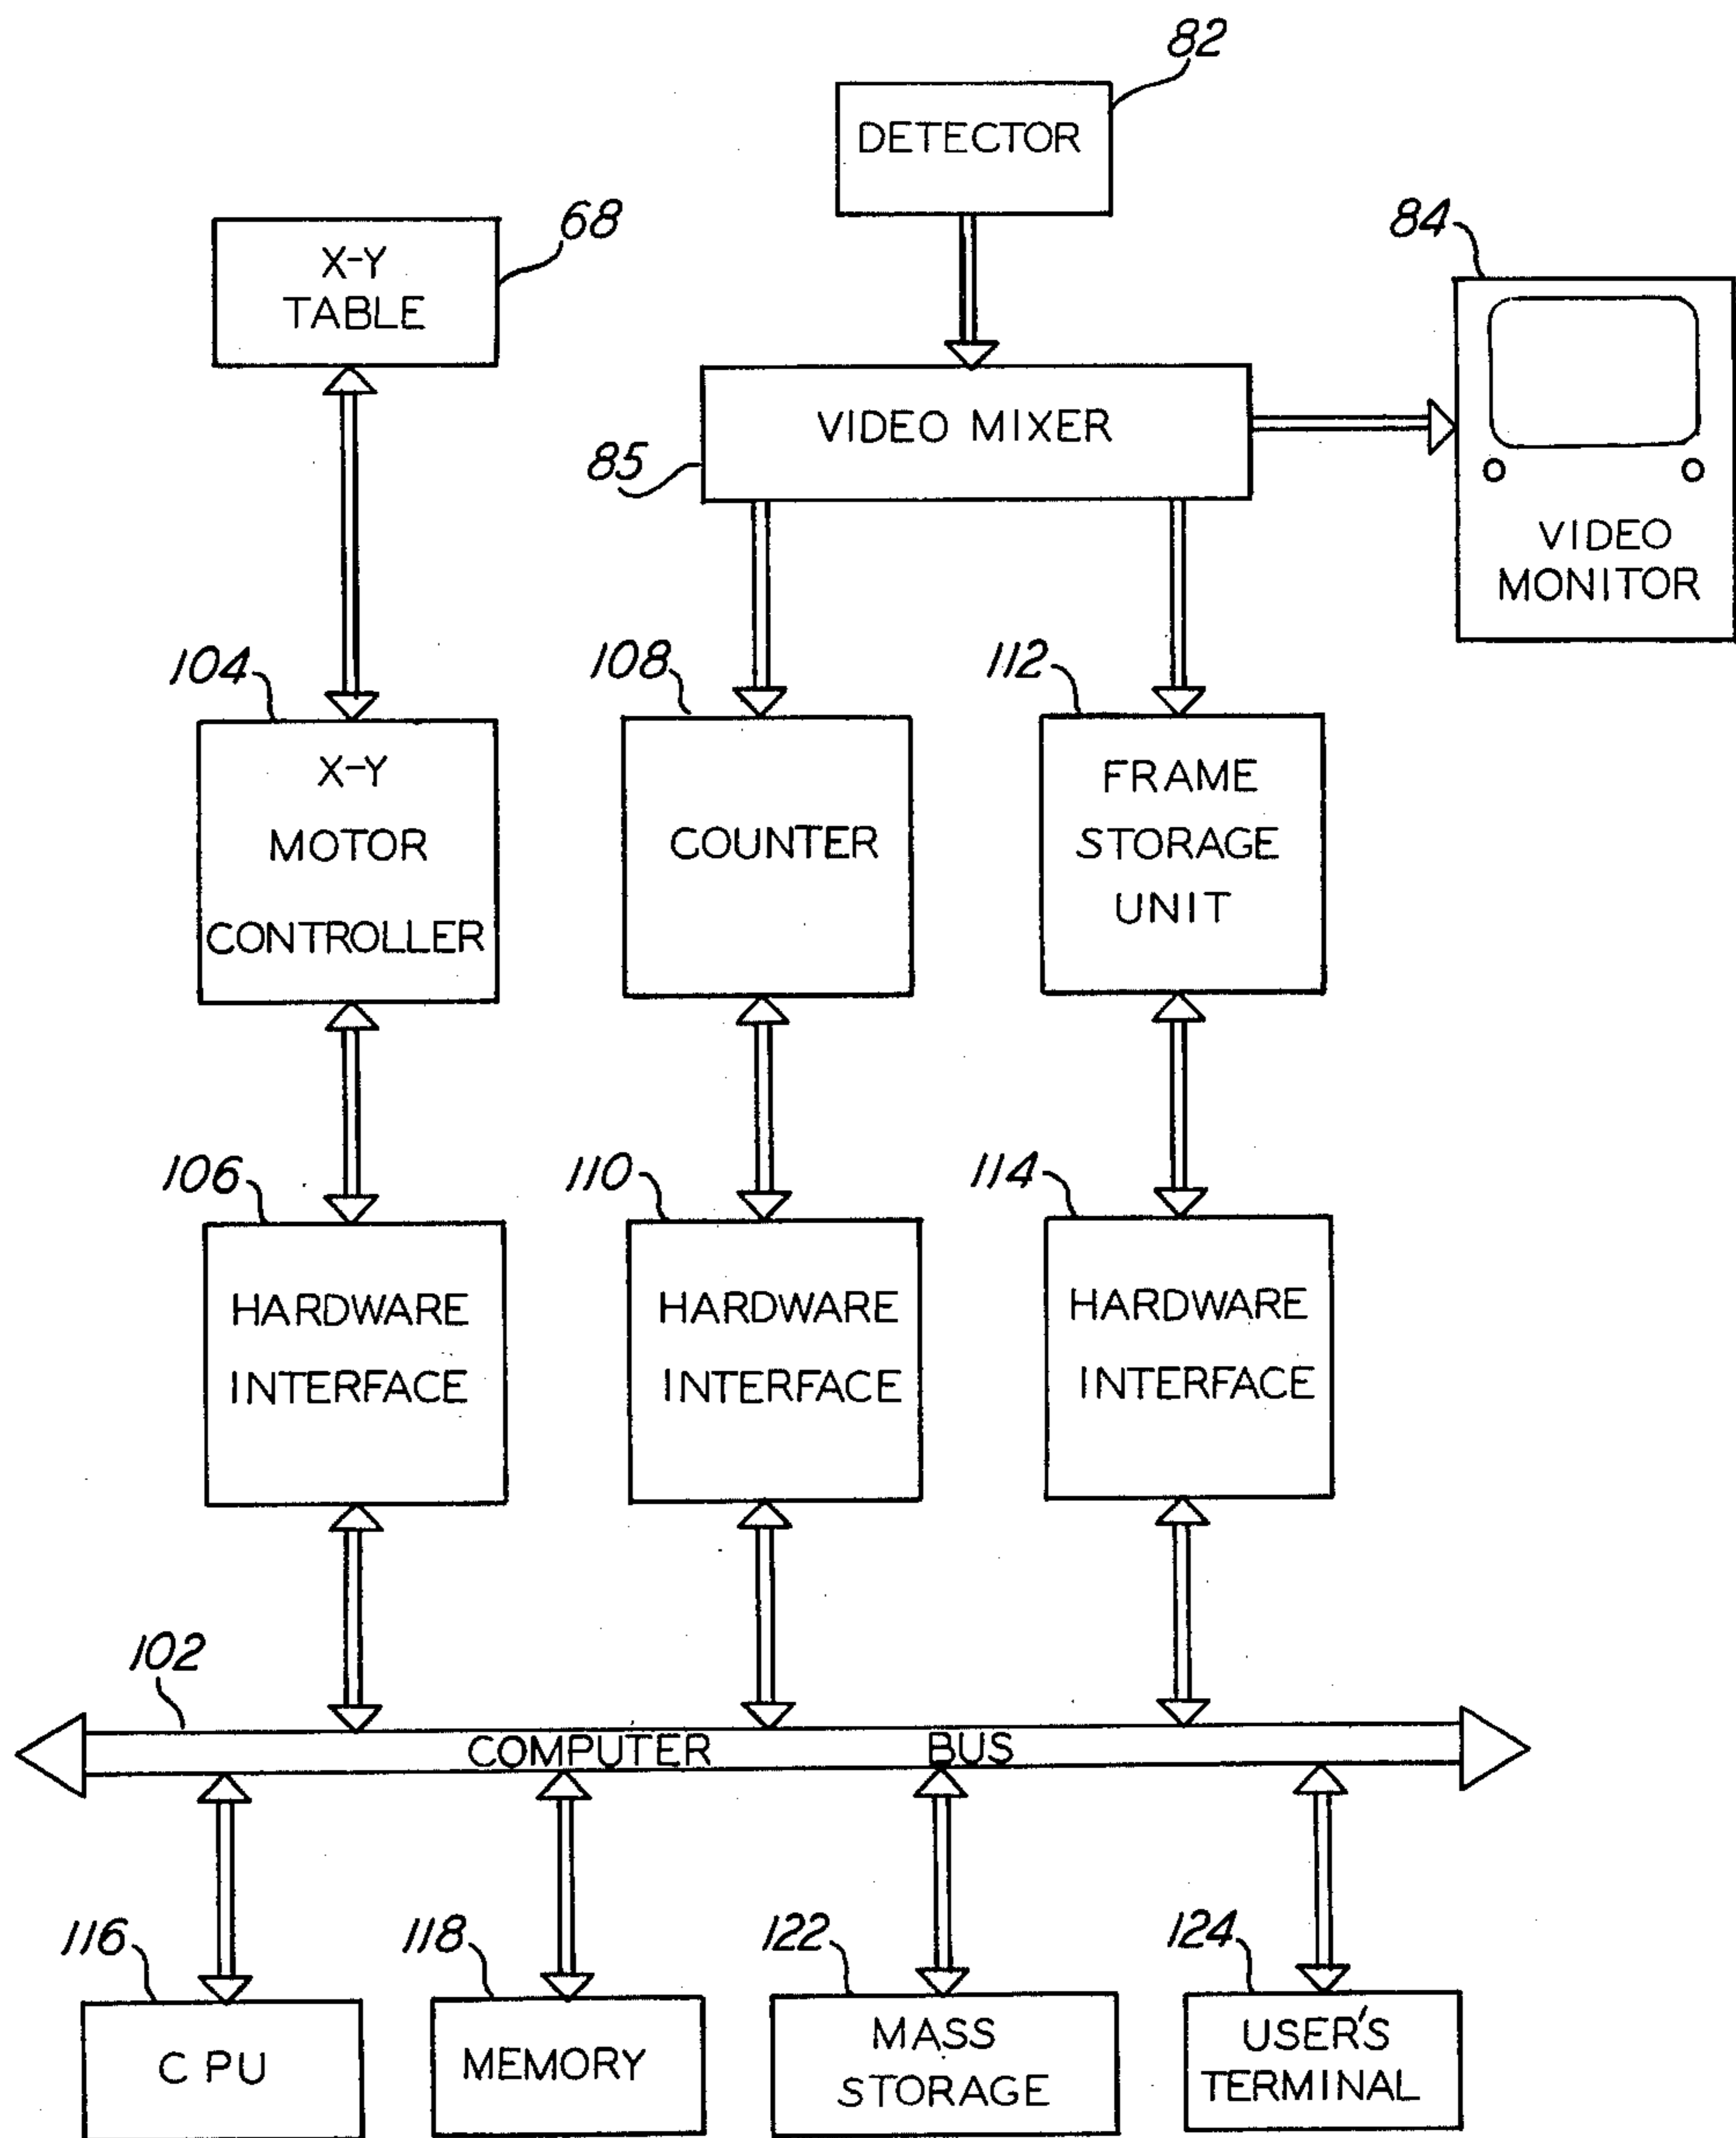 82
DETECTOR
68
X-Y
TABLE
84
VIDEO MIXER
85
VIDEO
MONITOR
104
X-Y
MOTOR
CONTROLLER
108
COUNTER
112
FRAME
STORAGE
UNIT
106
HARDWARE
INTERFACE
110
HARDWARE
INTERFACE
114
HARDWARE
INTERFACE
102
COMPUTER BUS
116
CPU
118
MEMORY
122
MASS
STORAGE
124
USER'S
TERMINAL